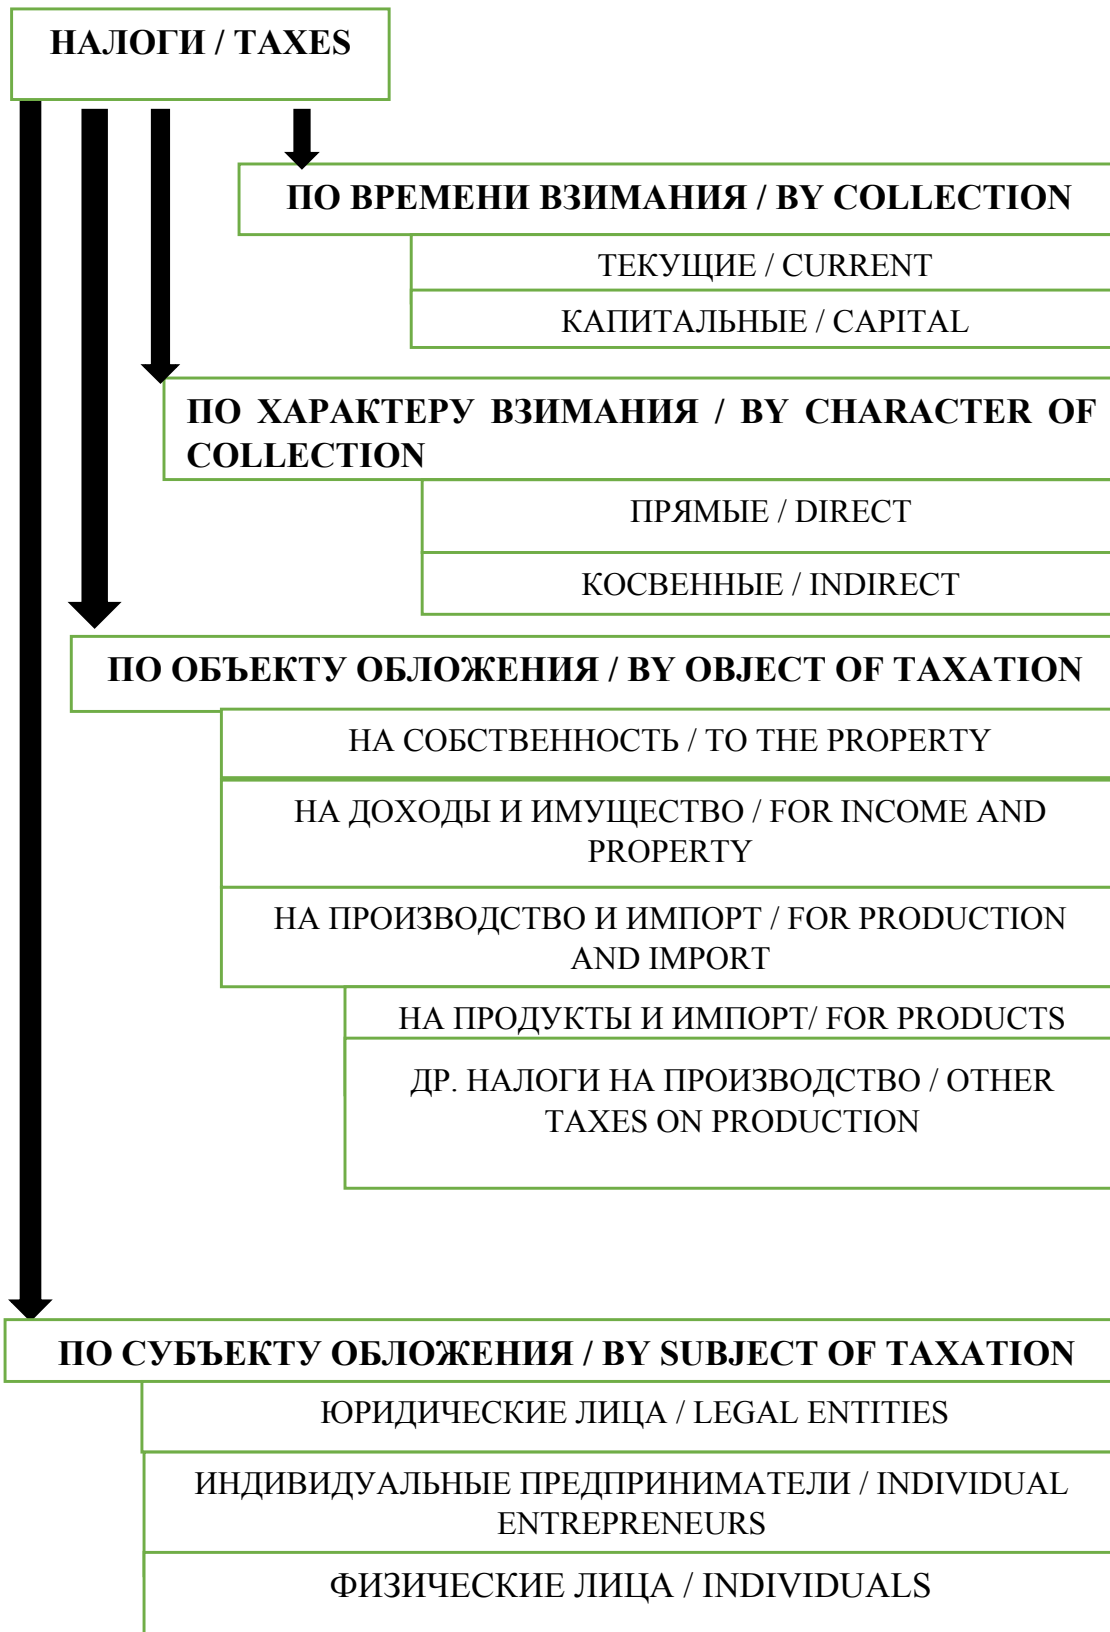 НАЛОГИ / TAXES
ПО ВРЕМЕНИ ВЗИМАНИЯ / BY COLLECTION
ТЕКУЩИЕ / CURRENT
КАПИТАЛЬНЫЕ / CAPITAL
ПО ХАРАКТЕРУ ВЗИМАНИЯ / BY CHARACTER OF
COLLECTION
ПРЯМЫЕ / DIRECT
КОСВЕННЫЕ / INDIRECT
ПО ОБЪЕКТУ ОБЛОЖЕНИЯ / BY OBJECT OF TAXATION
НА СОБСТВЕННОСТЬ / TO THE PROPERTY
НА ДОХОДЫ И ИМУЩЕСТВО / FOR INCOME AND
PROPERTY
НА ПРОИЗВОДСТВО И ИМПОРТ / FOR PRODUCTION
AND IMPORT
НА ПРОДУКТЫ И ИМПОРТ/ FOR PRODUCTS
ДР. НАЛОГИ НА ПРОИЗВОДСТВО / OTHER
TAXES ON PRODUCTION
ПО СУБЪЕКТУ ОБЛОЖЕНИЯ / BY SUBJECT OF TAXATION
ЮРИДИЧЕСКИЕ ЛИЦА / LEGAL ENTITIES
ИНДИВИДУАЛЬНЫЕ ПРЕДПРИНИМАТЕЛИ / INDIVIDUAL
ENTREPRENEURS
ФИЗИЧЕСКИЕ ЛИЦА / INDIVIDUALS